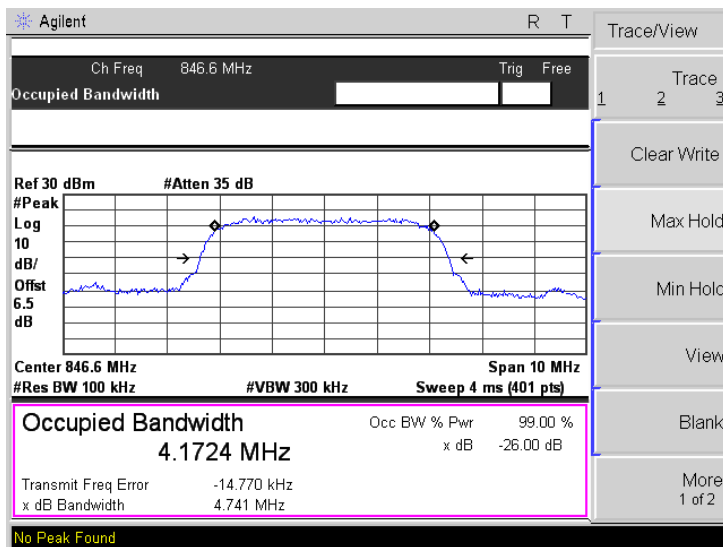 Agilent R T
Ch Freq 846.6 MHz Trig Free
Occupied Bandwidth
Ref 30 dBm #Atten 35 dB
#Peak
Log
10
dB/
Offst
6.5
dB
Center 846.6 MHz Span 10 MHz
#Res BW 100 kHz #VBW 300 kHz Sweep 4 ms (401 pts)
Occupied Bandwidth Occ BW % Pwr 99.00 %
4.1724 MHz x dB -26.00 dB
Transmit Freq Error -14.770 kHz
x dB Bandwidth 4.741 MHz
No Peak Found
Trace/View
Trace
1 2 3
Clear Write
Max Hold
Min Hold
View
Blank
More
1 of 2